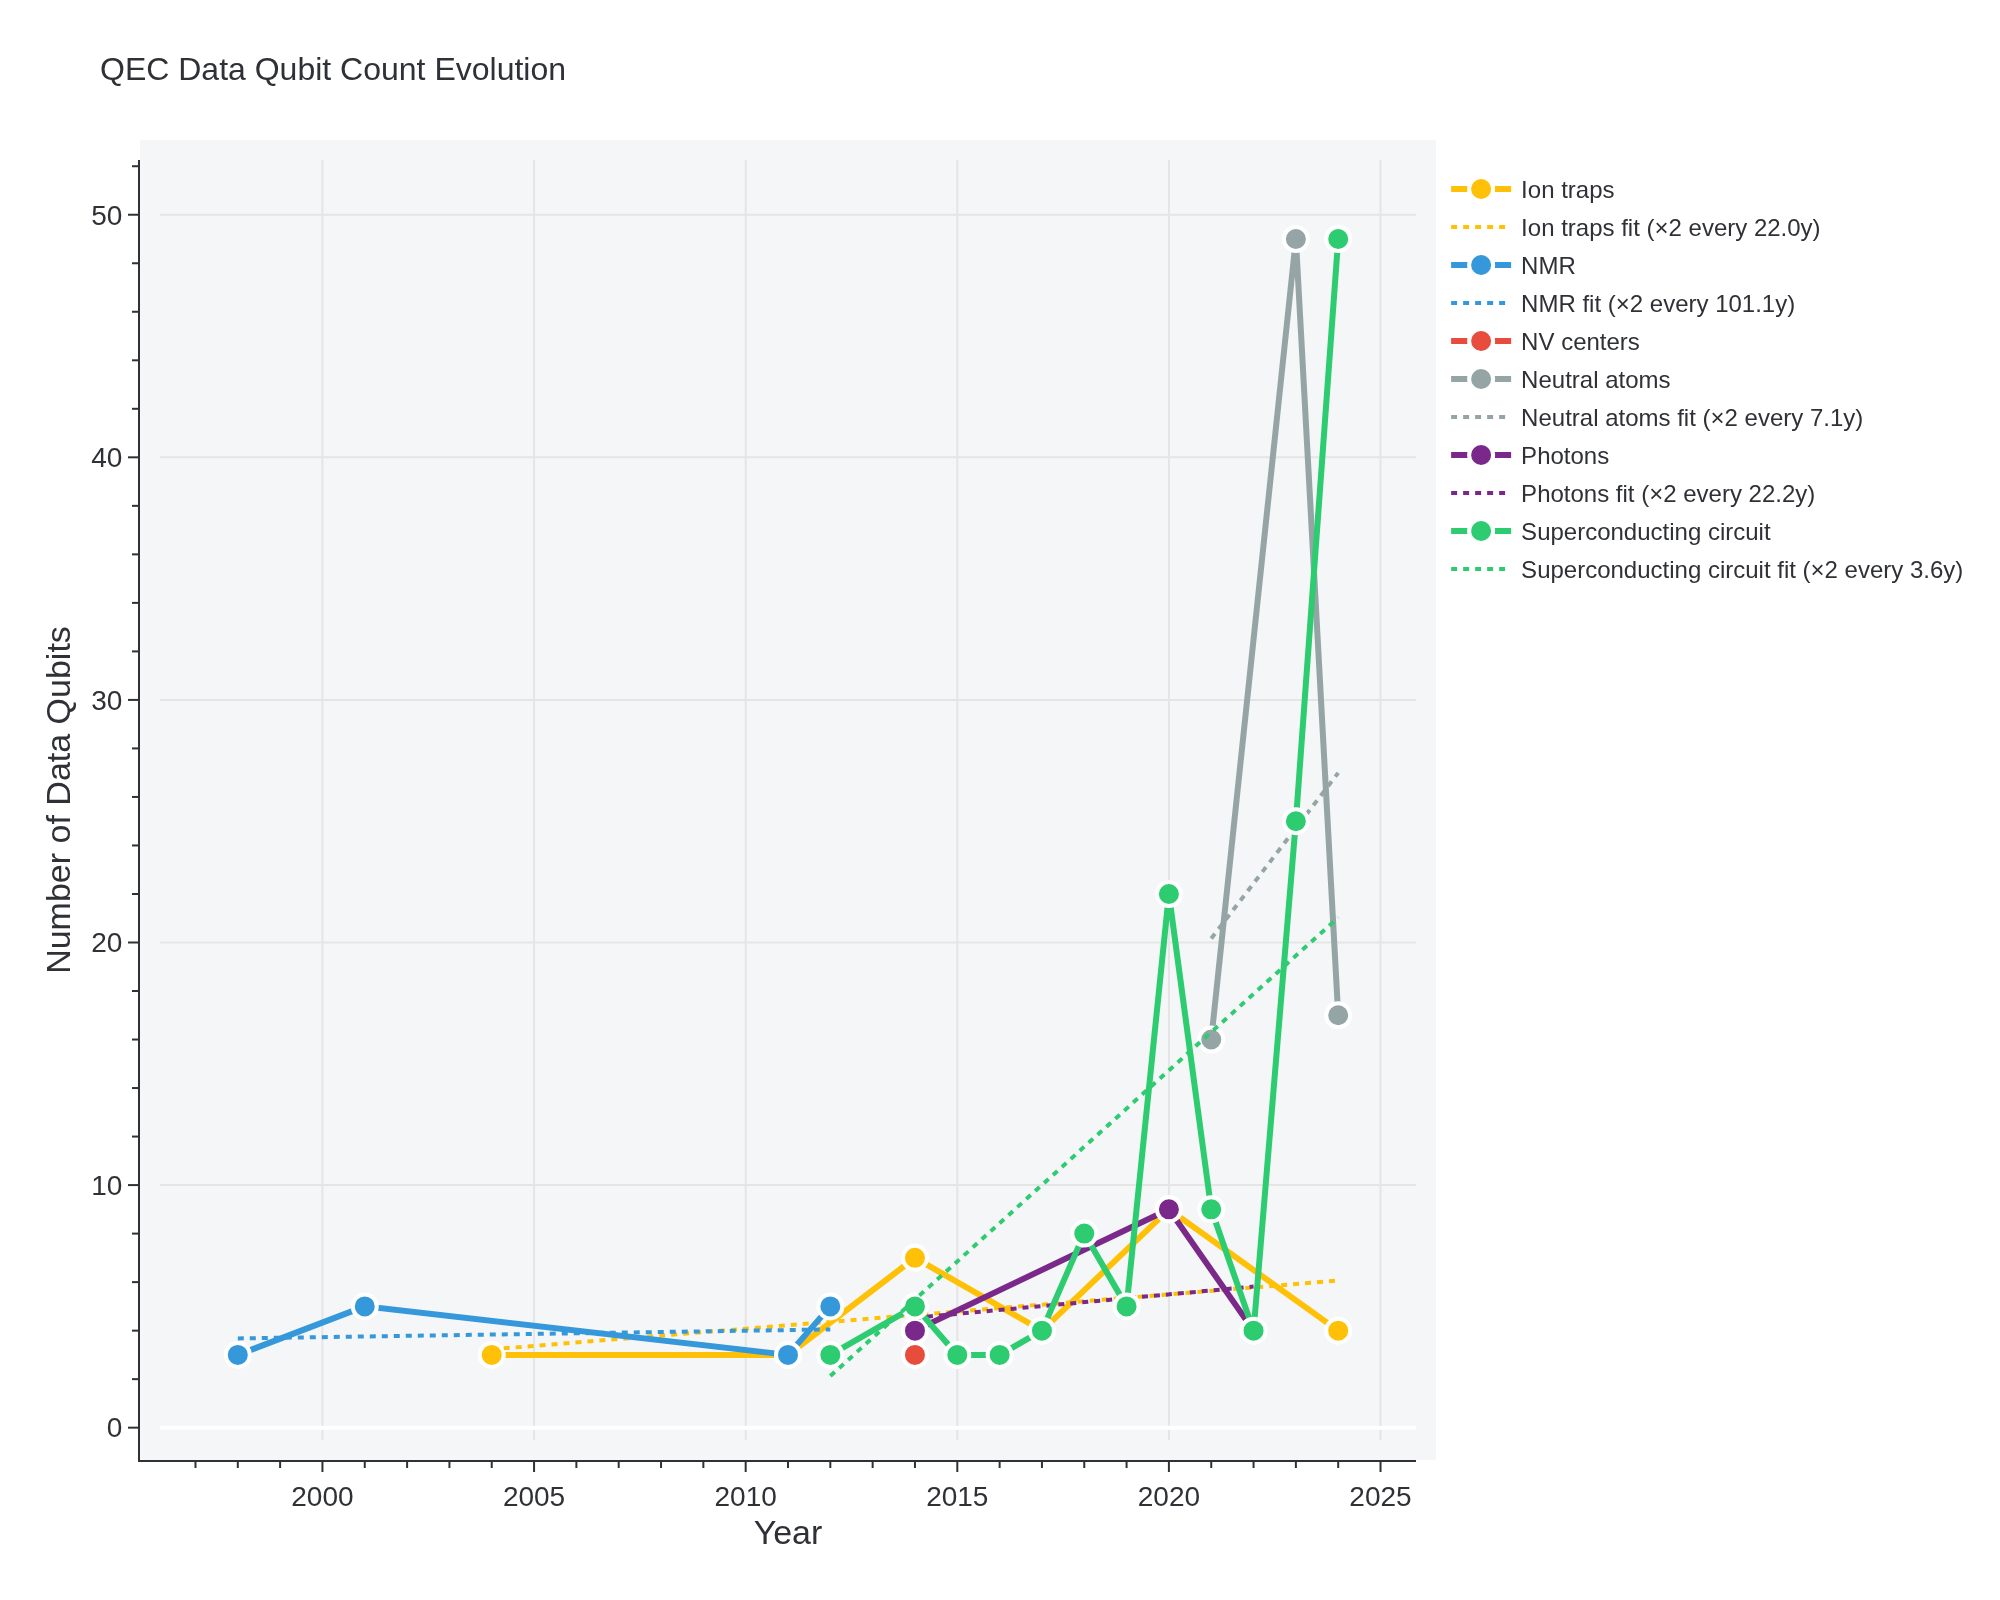 QEC Data Qubit Count Evolution
50
40
30
20
10
0
Number of Data Qubits
2000
2005
2010
2015
2020
2025
Year
Ion traps
Ion traps fit (×2 every 22.0y)
NMR
NMR fit (×2 every 101.1y)
NV centers
Neutral atoms
Neutral atoms fit (×2 every 7.1y)
Photons
Photons fit (×2 every 22.2y)
Superconducting circuit
Superconducting circuit fit (×2 every 3.6y)